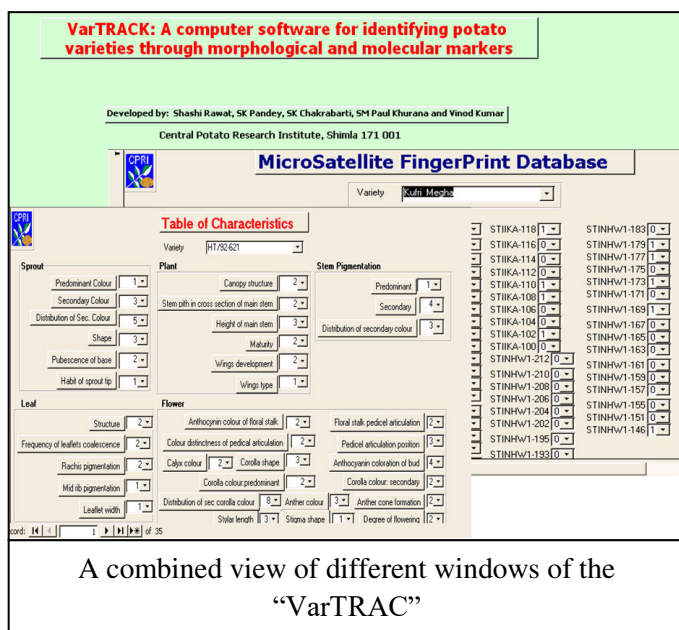 VarTRACK: A computer software for identifying potato
varieties through morphological and molecular markers
Developed by: Shashi Rawat, SK Pandey, SK Chakrabarti, SM Paul Khurana and Vinod Kumar
Central Potato Research Institute, Shimla 171 001
CPRI
MicroSatellite FingerPrint Database
Variety Kufri Megha
STIIKA-118 1
STIIKA-116 0
STIIKA-114 0
STIIKA-112 0
STIIKA-110 1
STIIKA-108 1
STIIKA-106 0
STIIKA-104 0
STIIKA-102 1
STIIKA-100 0
STINHW1-212 0
STINHW1-210 0
STINHW1-208 0
STINHW1-206 0
STINHW1-204 0
STINHW1-202 0
STINHW1-195 0
STINHW1-193 0
STINHW1-183 0
STINHW1-179 1
STINHW1-177 1
STINHW1-175 0
STINHW1-173 1
STINHW1-171 0
STINHW1-169 1
STINHW1-167 0
STINHW1-165 0
STINHW1-163 0
STINHW1-161 0
STINHW1-159 0
STINHW1-157 0
STINHW1-155 0
STINHW1-151 0
STINHW1-146 1
CPRI
Table of Characteristics
Variety HT/92-621
Sprout
Predominant Colour 1
Secondary Colour 3
Distribution of Sec. Colour 5
Shape 3
Pubescence of base 2
Habit of sprout tip 1
Plant
Canopy structure 2
Stem pith in cross section of main stem 2
Height of main stem 3
Maturity 2
Wings development 2
Wings type 1
Stem Pigmentation
Predominant 1
Secondary 4
Distribution of secondary colour 3
Leaf
Structure 2
Frequency of leaflets coalescence 2
Rachis pigmentation 2
Mid rib pigmentation 1
Leaflet width 1
Flower
Anthocynin colour of floral stalk 2
Floral stalk pedicel articulation 2
Colour distinctness of pedical articulation 2
Pedicel articulation position 3
Calyx colour 2 Corolla shape 3
Anthocyanin coloration of bud 4
Corolla colour:predominant 2
Corolla colour: secondary 2
Distribution of sec corolla colour 8 Anther colour 3 Anther cone formation 2
Stylar length 3 Stigma shape 1 Degree of flowering 2
cord: 1 of 35
A combined view of different windows of the
“VarTRAC”